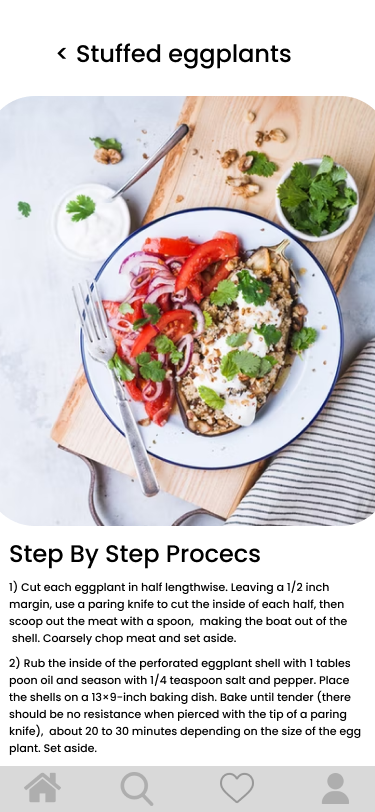 < Stuffed eggplants
Step By Step Procecs
1) Cut each eggplant in half lengthwise. Leaving a 1/2 inch
margin, use a paring knife to cut the inside of each half, then
scoop out the meat with a spoon,  making the boat out of the
shell. Coarsely chop meat and set aside.
2) Rub the inside of the perforated eggplant shell with 1 tables
poon oil and season with 1/4 teaspoon salt and pepper. Place
the shells on a 13×9-inch baking dish. Bake until tender (there
should be no resistance when pierced with the tip of a paring
knife),  about 20 to 30 minutes depending on the size of the egg
plant. Set aside.